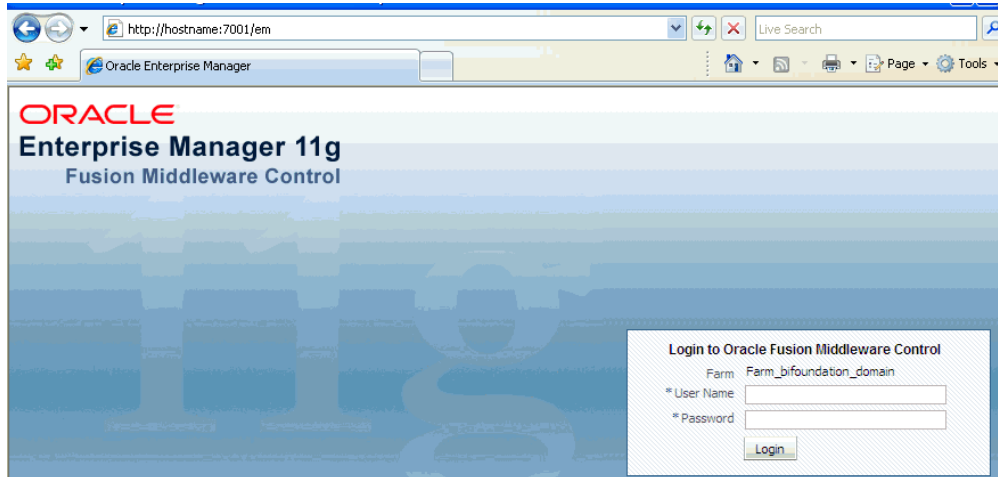 http://hostname:7001/em
Live Search
Oracle Enterprise Manager
Page
Tools
ORACLE
Enterprise Manager 11g
Fusion Middleware Control
11g
Login to Oracle Fusion Middleware Control
Farm Farm_bifoundation_domain
* User Name
* Password
Login